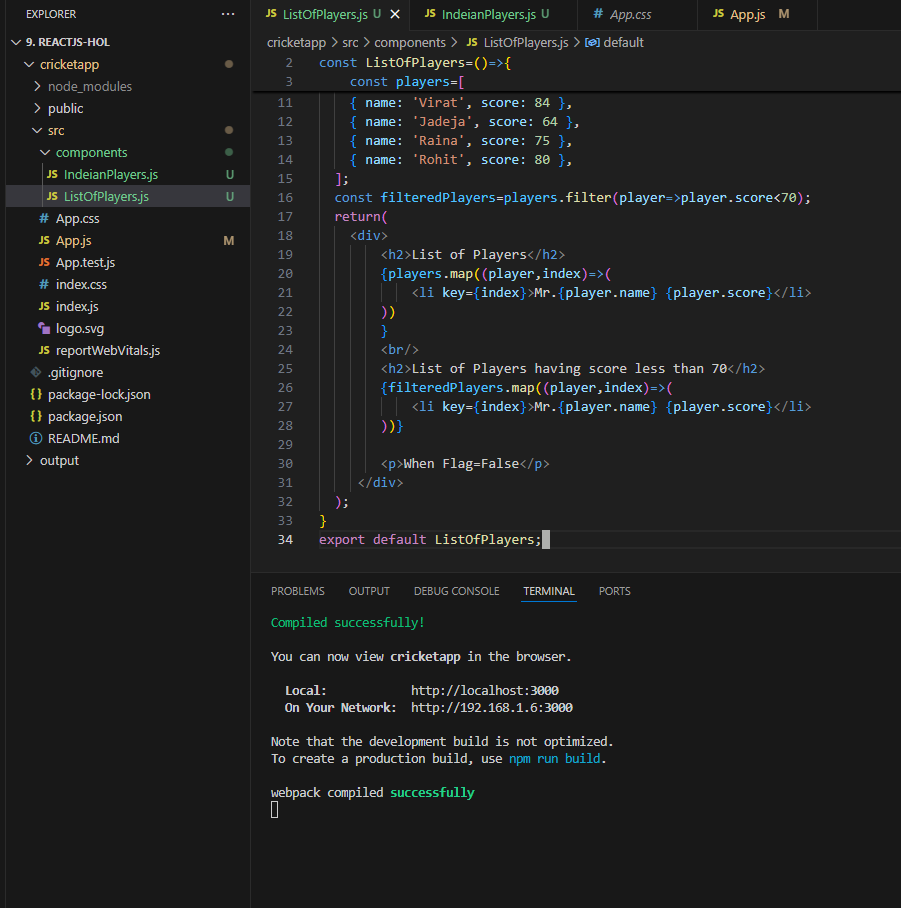 EXPLORER ···
9. REACTJS-HOL
cricketapp
node_modules
public
src
components
JS IndeianPlayers.js U
JS ListOfPlayers.js U
# App.css
JS App.js M
JS App.test.js
# index.css
JS index.js
logo.svg
JS reportWebVitals.js
.gitignore
{} package-lock.json
{} package.json
README.md
output
JS ListOfPlayers.js U × JS IndeianPlayers.js U # App.css JS App.js M
cricketapp > src > components > JS ListOfPlayers.js > default
2 const ListOfPlayers=()=>{
3 const players=[
11 { name: 'Virat', score: 84 },
12 { name: 'Jadeja', score: 64 },
13 { name: 'Raina', score: 75 },
14 { name: 'Rohit', score: 80 },
15 ];
16 const filteredPlayers=players.filter(player=>player.score<70);
17 return(
18 <div>
19 <h2>List of Players</h2>
20 {players.map((player,index)=>(
21 <li key={index}>Mr.{player.name} {player.score}</li>
22 ))
23 }
24 <br/>
25 <h2>List of Players having score less than 70</h2>
26 {filteredPlayers.map((player,index)=>(
27 <li key={index}>Mr.{player.name} {player.score}</li>
28 ))}
29
30 <p>When Flag=False</p>
31 </div>
32 );
33 }
34 export default ListOfPlayers;
PROBLEMS OUTPUT DEBUG CONSOLE TERMINAL PORTS
Compiled successfully!
You can now view cricketapp in the browser.
Local: http://localhost:3000
On Your Network: http://192.168.1.6:3000
Note that the development build is not optimized.
To create a production build, use npm run build.
webpack compiled successfully